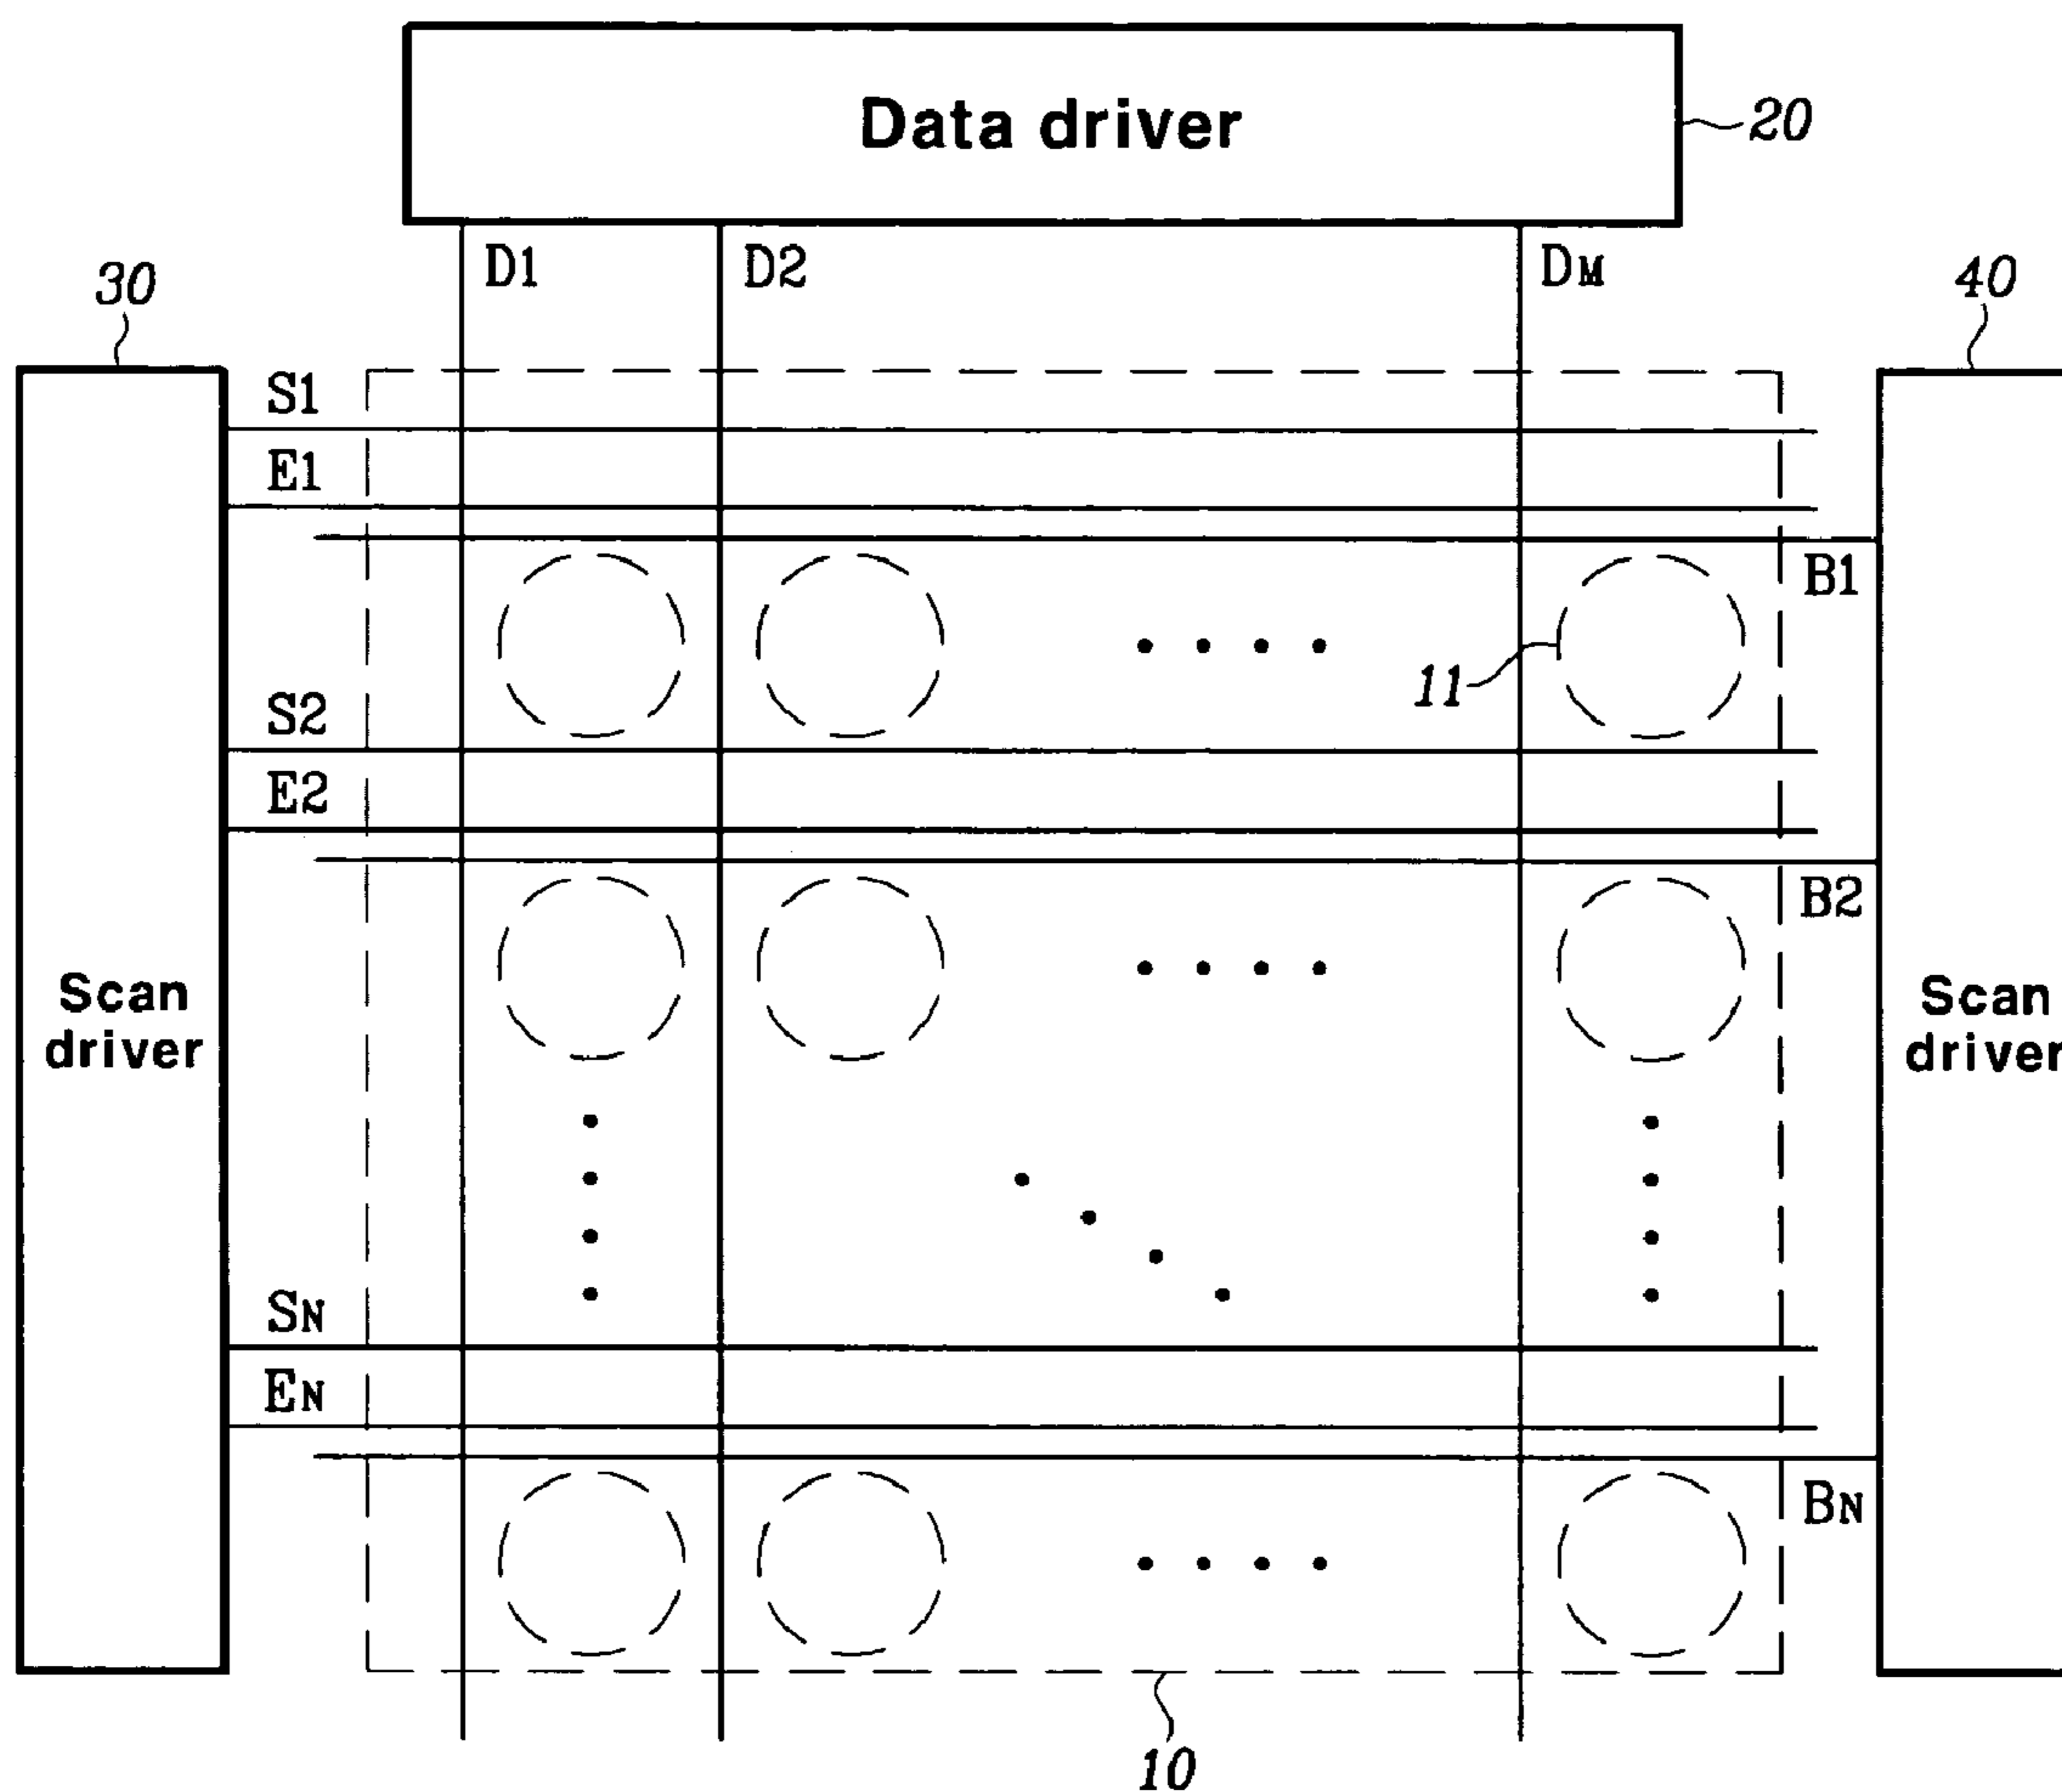 Data driver
20
D1
D2
DM
30
40
S1
E1
B1
11
S2
E2
B2
Scan
driver
Scan
driver
SN
EN
BN
10